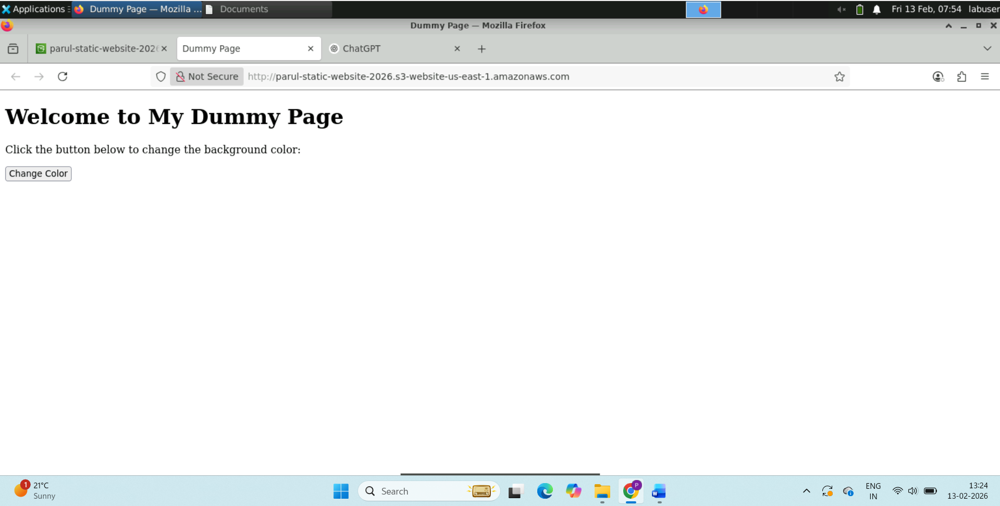 Applications
Dummy Page — Mozilla ...
Documents
Fri 13 Feb, 07:54
labuser
Dummy Page — Mozilla Firefox
parul-static-website-2026
Dummy Page
ChatGPT
Not Secure
http://parul-static-website-2026.s3-website-us-east-1.amazonaws.com
Welcome to My Dummy Page
Click the button below to change the background color:
Change Color
1
21°C
Sunny
Search
P
W
ENG
IN
13:24
13-02-2026